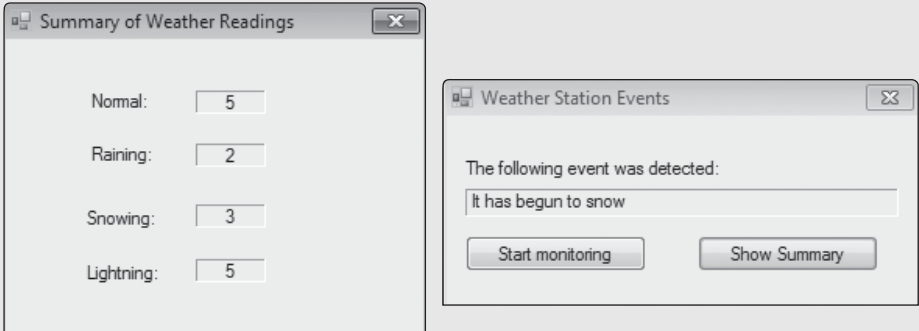 Summary of Weather Readings
Normal: 5
Raining: 2
Snowing: 3
Lightning: 5
Weather Station Events
The following event was detected:
It has begun to snow
Start monitoring Show Summary